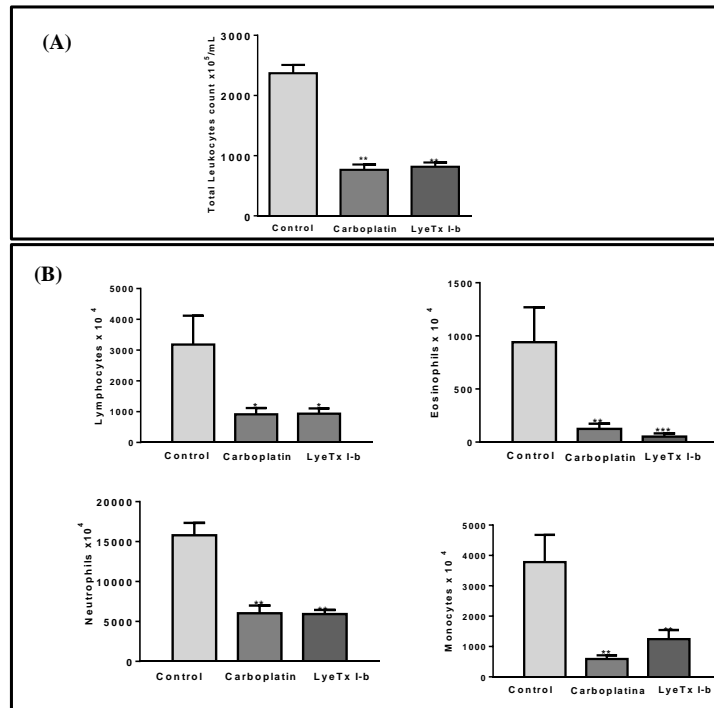 (A)
Total Leukocytes count x10⁵/mL
3000
2000
1000
0
**
**
Control
Carboplatin
LyeTx I-b
(B)
Lymphocytes x 10⁴
5000
4000
3000
2000
1000
0
*
*
Control
Carboplatin
LyeTx I-b
Eosinophils x 10⁴
1500
1000
500
0
**
***
Control
Carboplatin
LyeTx I-b
Neutrophils x10⁴
20000
15000
10000
5000
0
**
**
Control
Carboplatin
LyeTx I-b
Monocytes x 10⁴
5000
4000
3000
2000
1000
0
**
**
Control
Carboplatina
LyeTx I-b